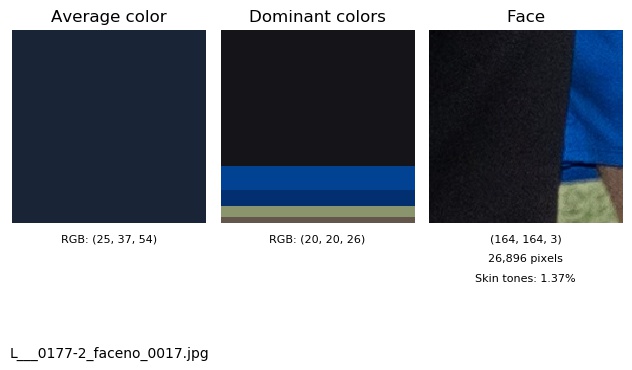 Average color
Dominant colors
Face
RGB: (25, 37, 54)
RGB: (20, 20, 26)
(164, 164, 3)
26,896 pixels
Skin tones: 1.37%
L___0177-2_faceno_0017.jpg